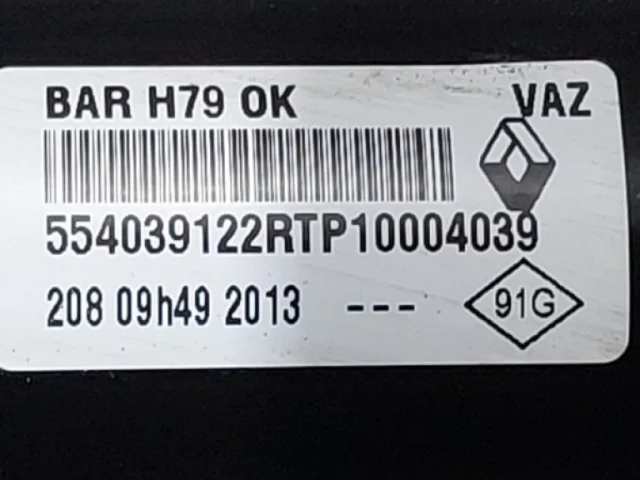 BAR H79 OK VAZ
554039122RTP10004039
208 09h49 2013 --- 91G